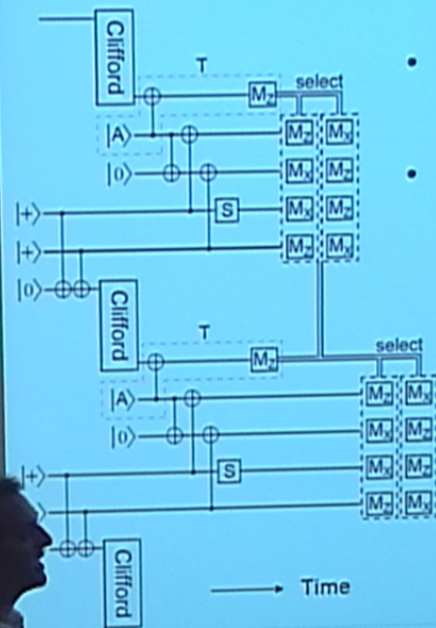 Clifford
T
M_Z select
|A⟩ M_Z M_X
|0⟩ M_X M_Z
|+⟩ S M_X M_Z
|+⟩ M_Z M_X
|0⟩
Clifford
T
M_Z select
|A⟩ M_Z M_X
|0⟩ M_X M_Z
|+⟩ S M_X M_Z
⟩ M_Z M_X
Clifford
Time